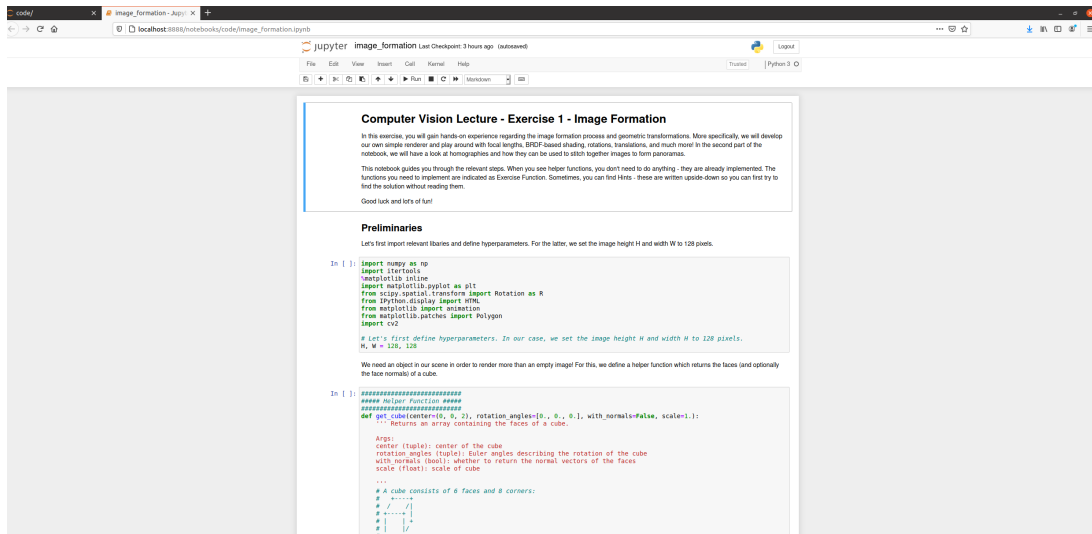 code/
image_formation - Jupyt
localhost:8888/notebooks/code/image_formation.ipynb
jupyter image_formation Last Checkpoint: 3 hours ago (autosaved)
Logout
File Edit View Insert Cell Kernel Help
Trusted Python 3
Run Markdown
Computer Vision Lecture - Exercise 1 - Image Formation
In this exercise, you will gain hands-on experience regarding the image formation process and geometric transformations. More specifically, we will develop
our own simple renderer and play around with focal lengths, BRDF-based shading, rotations, translations, and much more! In the second part of the
notebook, we will have a look at homographies and how they can be used to stitch together images to form panoramas.
This notebook guides you through the relevant steps. When you see helper functions, you don't need to do anything - they are already implemented. The
functions you need to implement are indicated as Exercise Function. Sometimes, you can find Hints - these are written upside-down so you can first try to
find the solution without reading them.
Good luck and lot's of fun!
Preliminaries
Let's first import relevant libaries and define hyperparameters. For the latter, we set the image height H and width W to 128 pixels.
In [ ]: import numpy as np
import itertools
%matplotlib inline
import matplotlib.pyplot as plt
from scipy.spatial.transform import Rotation as R
from IPython.display import HTML
from matplotlib import animation
from matplotlib.patches import Polygon
import cv2
# Let's first define hyperparameters. In our case, we set the image height H and width H to 128 pixels.
H, W = 128, 128
We need an object in our scene in order to render more than an empty image! For this, we define a helper function which returns the faces (and optionally
the face normals) of a cube.
In [ ]: ###########################
##### Helper Function #####
###########################
def get_cube(center=(0, 0, 2), rotation_angles=[0., 0., 0.], with_normals=False, scale=1.):
''' Returns an array containing the faces of a cube.
Args:
center (tuple): center of the cube
rotation_angles (tuple): Euler angles describing the rotation of the cube
with_normals (bool): whether to return the normal vectors of the faces
scale (float): scale of cube
'''
# A cube consists of 6 faces and 8 corners:
#   +----+
#  /    /|
# +----+ |
# |    | +
# |    |/